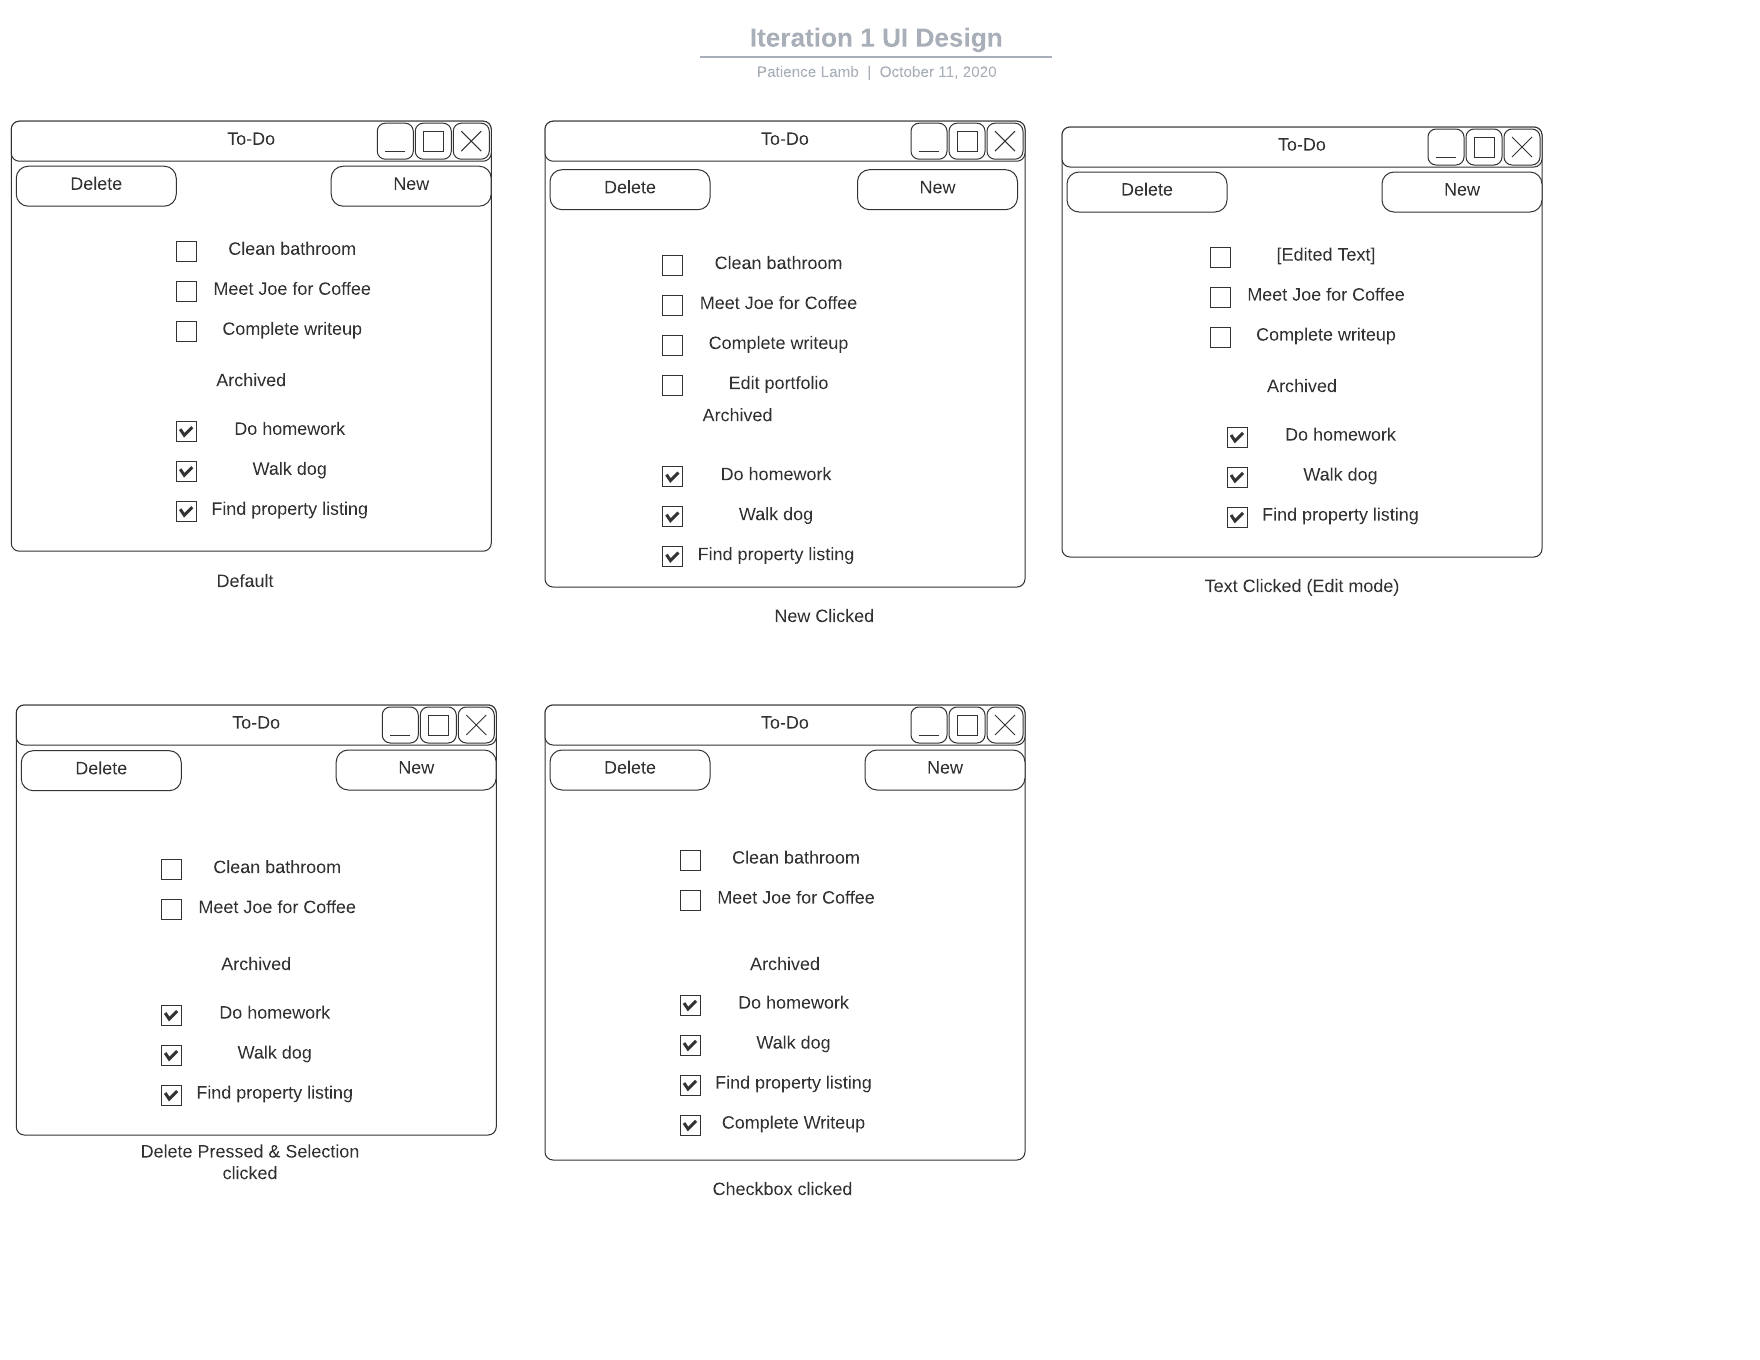 Iteration 1 UI Design
Patience Lamb | October 11, 2020
To-Do
Delete
New
Clean bathroom
Meet Joe for Coffee
Complete writeup
Archived
Do homework
Walk dog
Find property listing
Default
To-Do
Delete
New
Clean bathroom
Meet Joe for Coffee
Complete writeup
Edit portfolio
Archived
Do homework
Walk dog
Find property listing
New Clicked
To-Do
Delete
New
[Edited Text]
Meet Joe for Coffee
Complete writeup
Archived
Do homework
Walk dog
Find property listing
Text Clicked (Edit mode)
To-Do
Delete
New
Clean bathroom
Meet Joe for Coffee
Archived
Do homework
Walk dog
Find property listing
Delete Pressed & Selection
clicked
To-Do
Delete
New
Clean bathroom
Meet Joe for Coffee
Archived
Do homework
Walk dog
Find property listing
Complete Writeup
Checkbox clicked